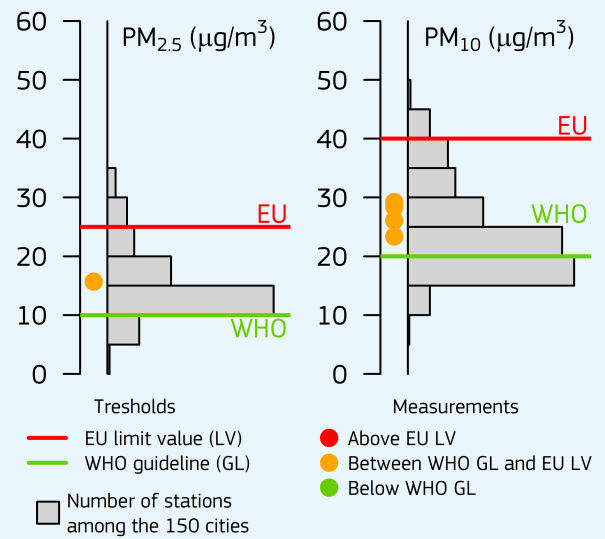 PM2.5 (μg/m³)
60
50
40
30
20
10
0
EU
WHO
PM10 (μg/m³)
60
50
40
30
20
10
0
EU
WHO
Tresholds
EU limit value (LV)
WHO guideline (GL)
Number of stations
among the 150 cities
Measurements
Above EU LV
Between WHO GL and EU LV
Below WHO GL